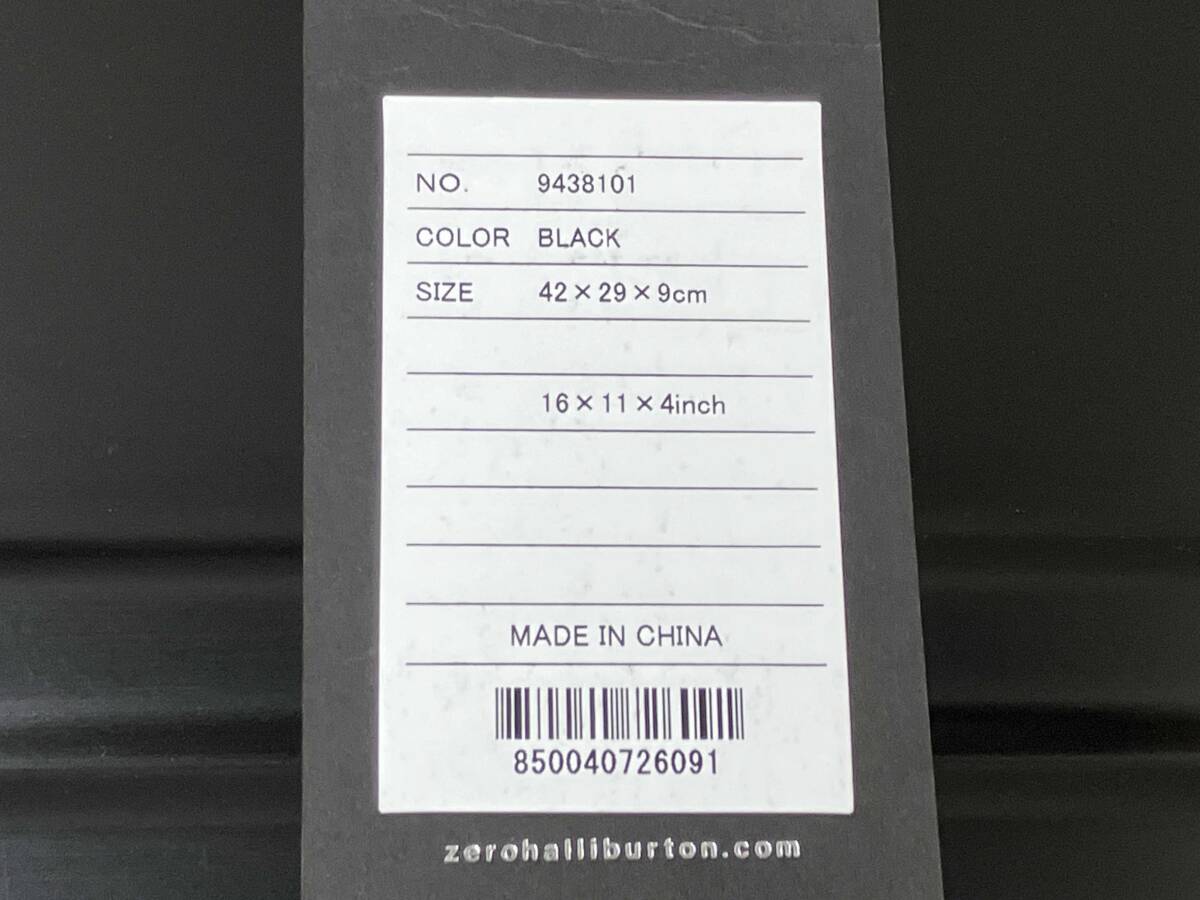 NO. 9438101
COLOR BLACK
SIZE 42×29×9cm
16×11×4inch
MADE IN CHINA
850040726091
zerohalliburton.com